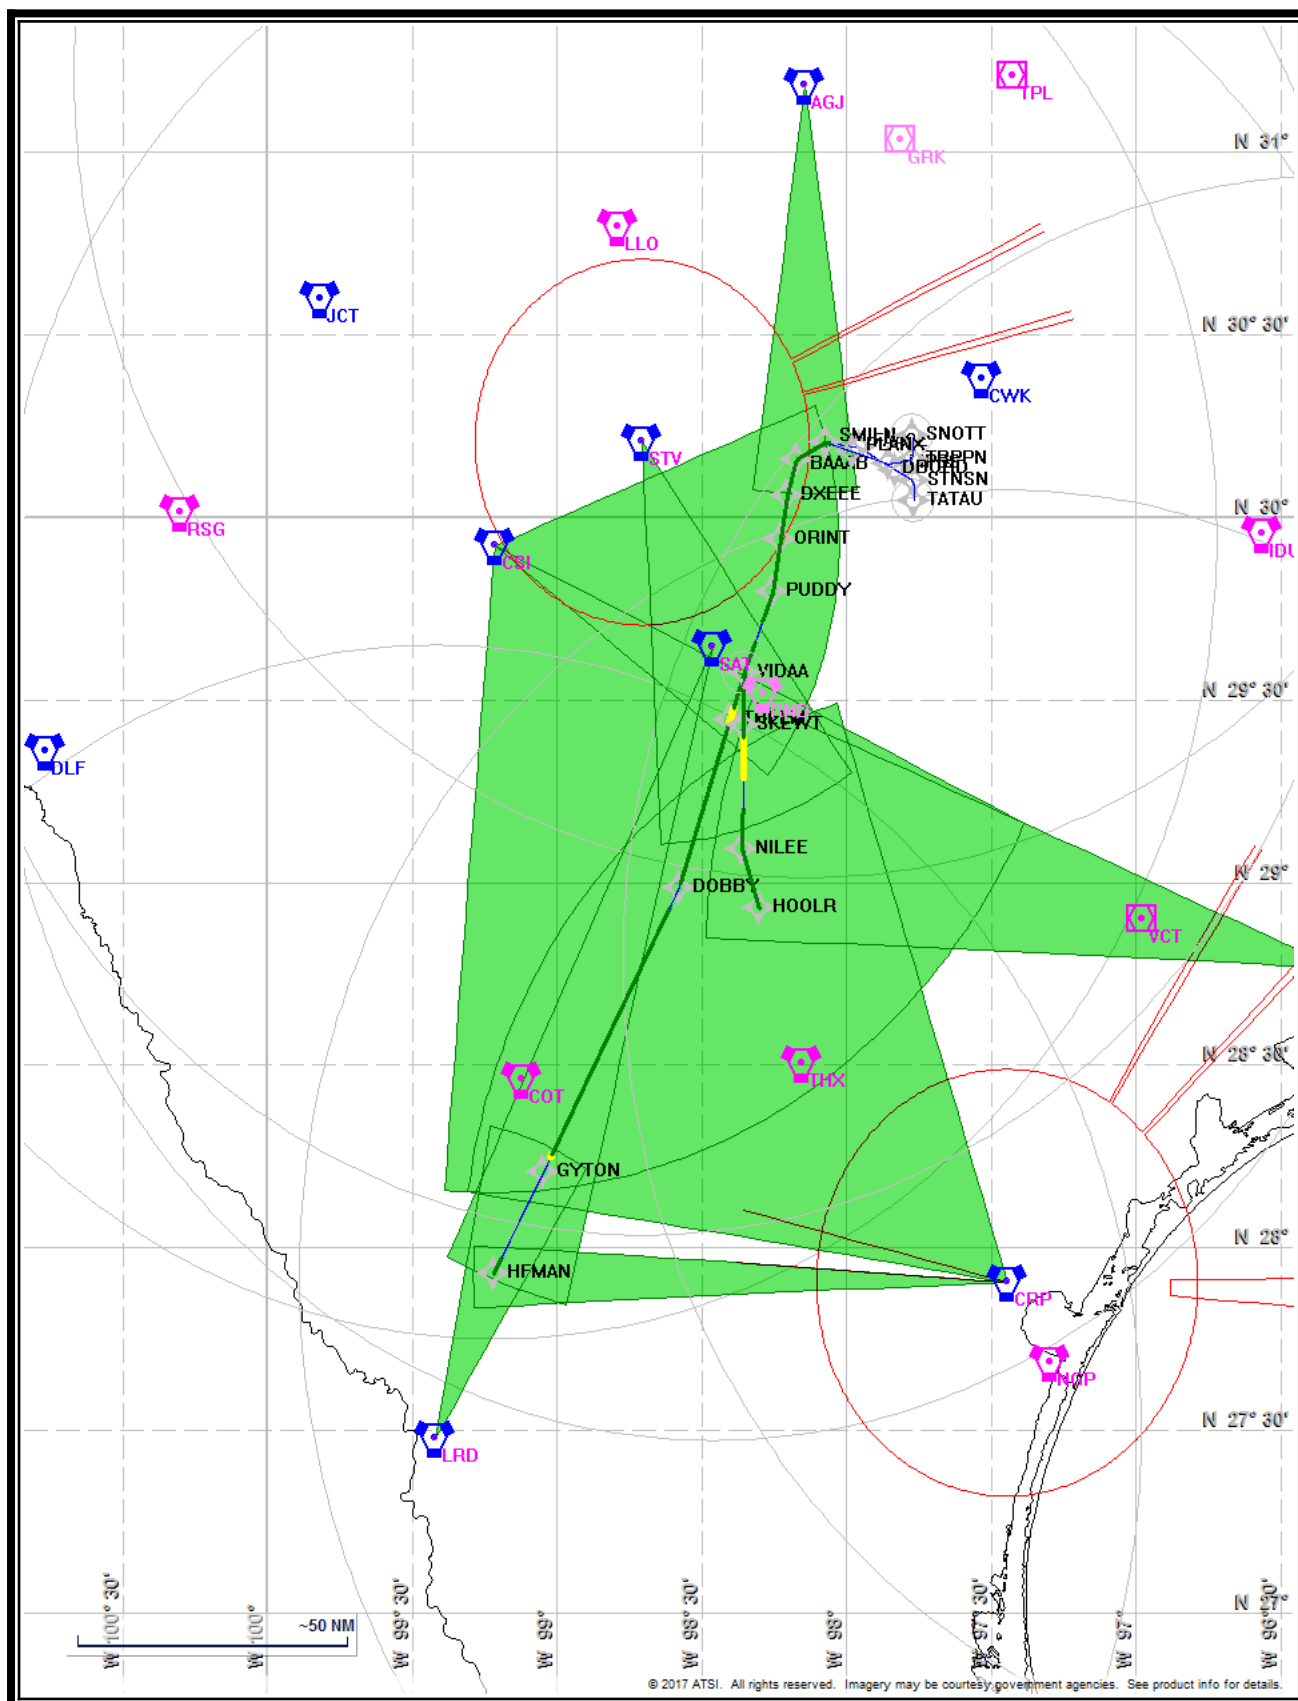 AGJ
TPL
GRK
N 31°
LLO
JCT
N 30° 30'
CWK
STV
SMILN
SNOTT
PLANX
BAAAB
STNSN
RSG
DXEEE
TATAU
N 30°
ORINT
IDU
CSI
PUDDY
SAT
VIDAA
N 29° 30'
SKEWT
DLF
NILEE
N 29°
DOBBY
HOOLR
VCT
N 28° 30'
THX
COT
GYTON
N 28°
HFMAN
CRP
NGP
N 27° 30'
LRD
N 27°
~50 NM
W 100° 30'
W 100°
W 99° 30'
W 99°
W 98° 30'
W 98°
W 97° 30'
W 97°
W 96° 30'
© 2017 ATSI. All rights reserved. Imagery may be courtesy government agencies. See product info for details.